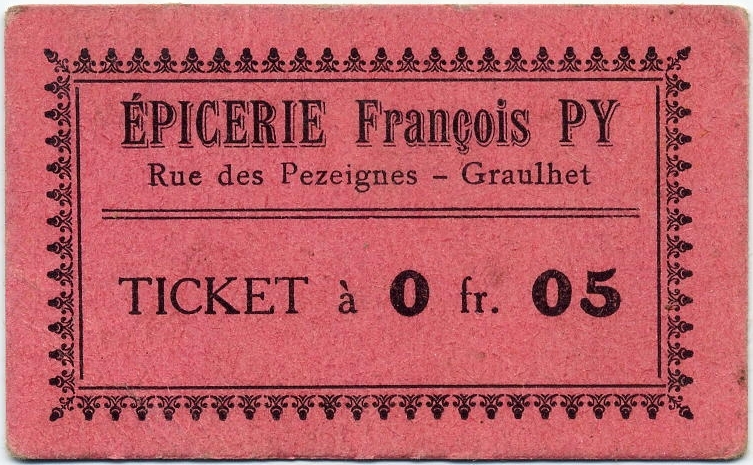 ÉPICERIE François PY
Rue des Pezeignes – Graulhet
TICKET à 0 fr. 05